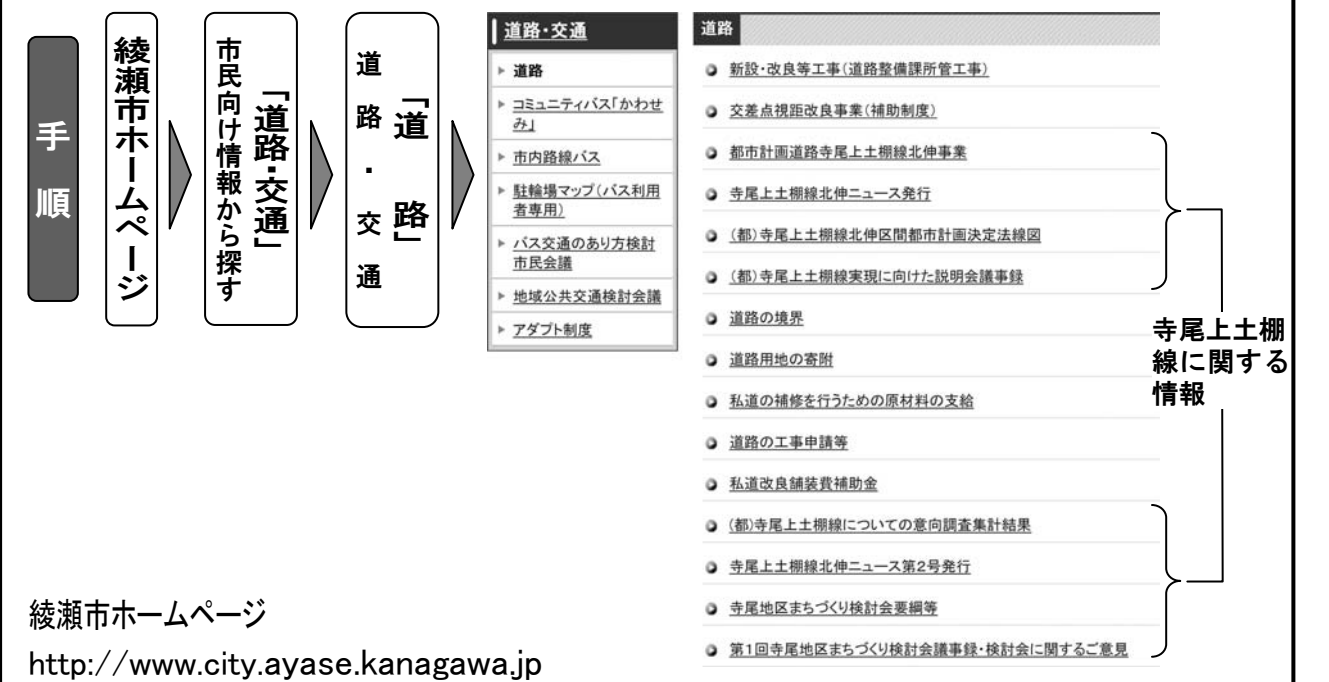 手順
綾瀬市ホームページ
市民向け情報から探す
「道路・交通」
道路・交通
「道路」
道路・交通
道路
コミュニティバス「かわせ
み」
市内路線バス
駐輪場マップ(バス利用
者専用)
バス交通のあり方検討
市民会議
地域公共交通検討会議
アダプト制度
道路
新設・改良等工事(道路整備課所管工事)
交差点視距改良事業(補助制度)
都市計画道路寺尾上土棚線北伸事業
寺尾上土棚線北伸ニュース発行
(都)寺尾上土棚線北伸区間都市計画決定法線図
(都)寺尾上土棚線実現に向けた説明会議事録
道路の境界
道路用地の寄附
私道の補修を行うための原材料の支給
道路の工事申請等
私道改良舗装費補助金
(都)寺尾上土棚線についての意向調査集計結果
寺尾上土棚線北伸ニュース第2号発行
寺尾地区まちづくり検討会要綱等
第1回寺尾地区まちづくり検討会議事録・検討会に関するご意見
寺尾上土棚
線に関する
情報
綾瀬市ホームページ
http://www.city.ayase.kanagawa.jp